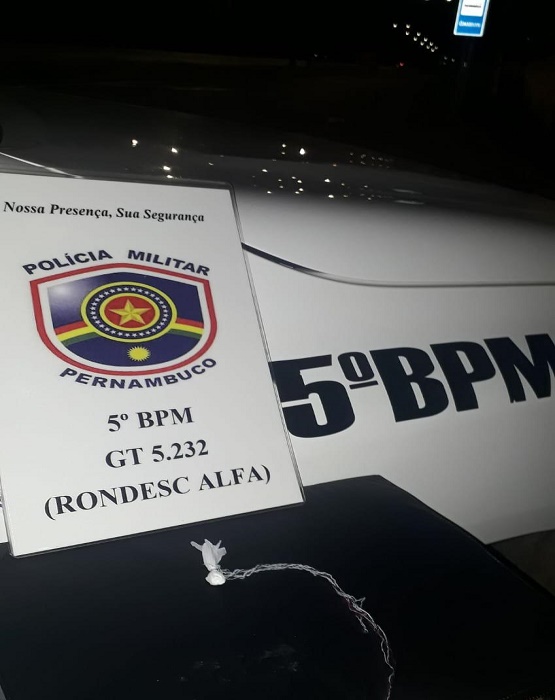 Nossa Presença, Sua Segurança
POLÍCIA MILITAR
PERNAMBUCO
5º BPM
GT 5.232
(RONDESC ALFA)
5ºBPM